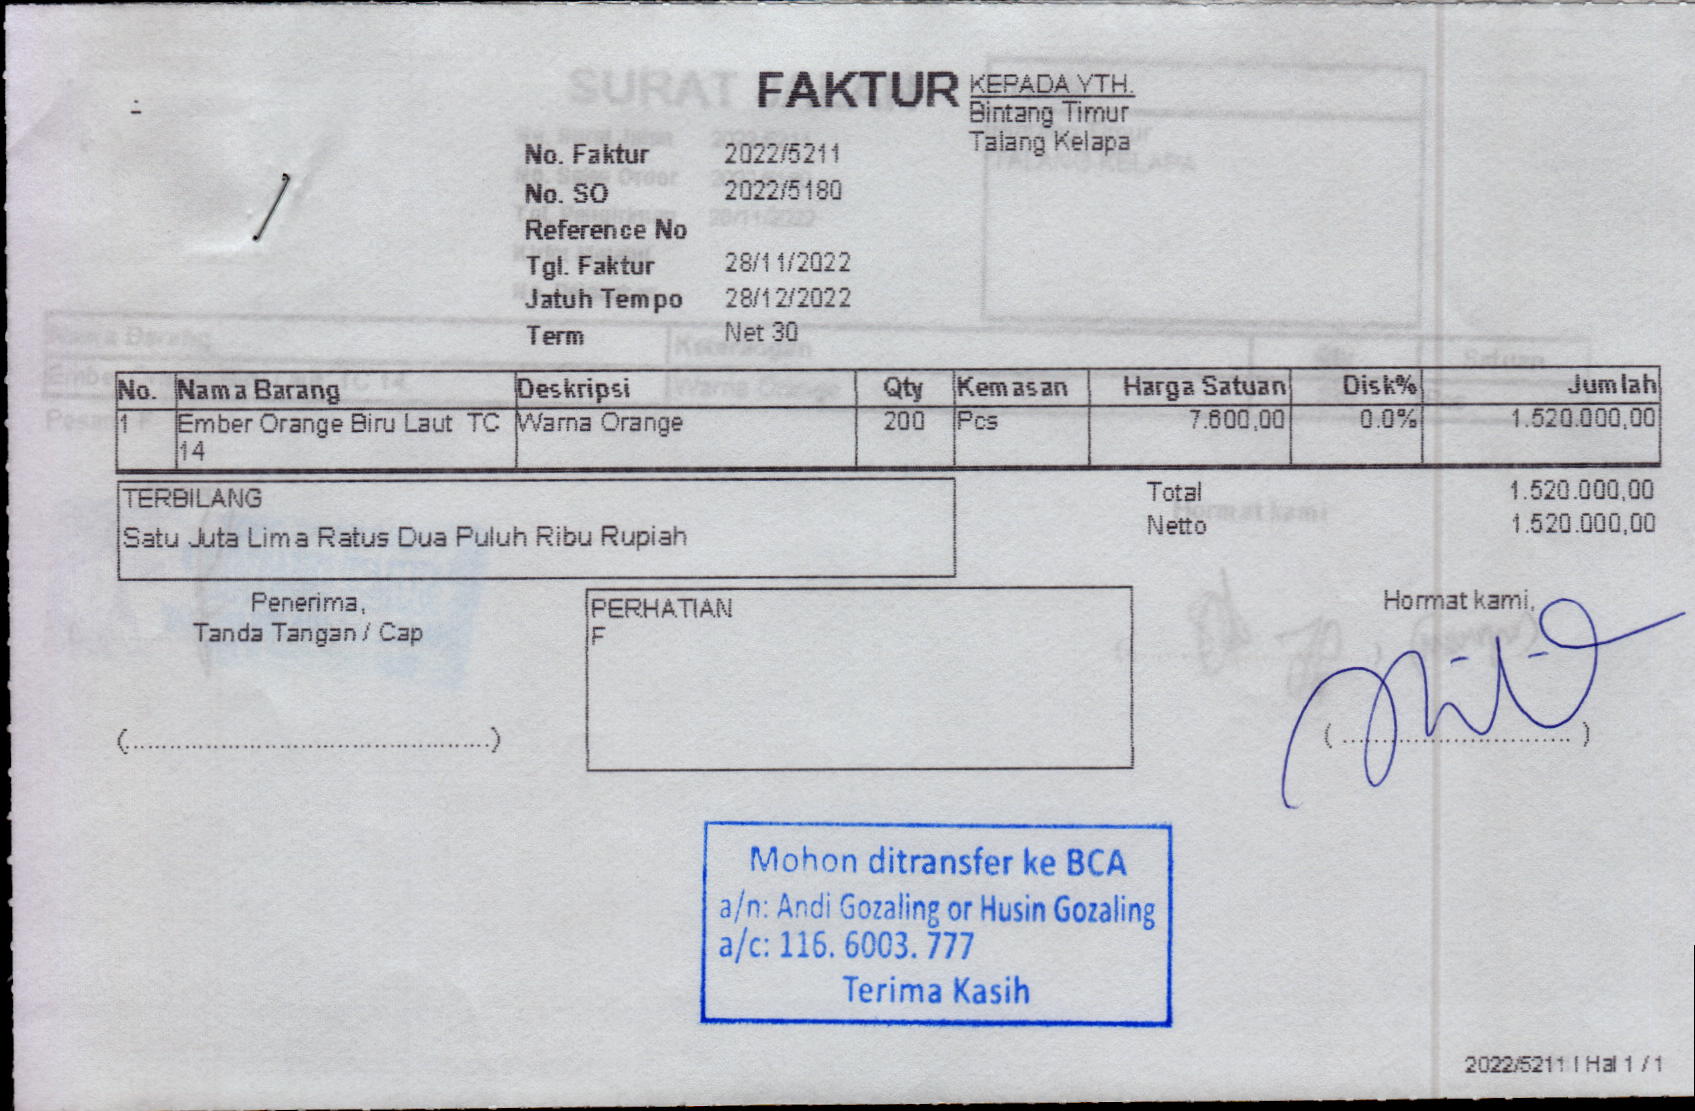 FAKTUR
KEPADA YTH.
Bintang Timur
Talang Kelapa
No. Faktur 2022/5211
No. SO 2022/5180
Reference No
Tgl. Faktur 28/11/2022
Jatuh Tempo 28/12/2022
Term Net 30
No. Nama Barang Deskripsi Qty Kemasan Harga Satuan Disk% Jumlah
1 Ember Orange Biru Laut TC Warna Orange 200 Pcs 7.600,00 0.0% 1.520.000,00
14
TERBILANG
Satu Juta Lima Ratus Dua Puluh Ribu Rupiah
Total 1.520.000,00
Netto 1.520.000,00
Penerima,
Tanda Tangan / Cap
PERHATIAN
F
Hormat kami,
(................................................)
( .............................. )
Mohon ditransfer ke BCA
a/n: Andi Gozaling or Husin Gozaling
a/c: 116. 6003. 777
Terima Kasih
2022/5211 I Hal 1 / 1